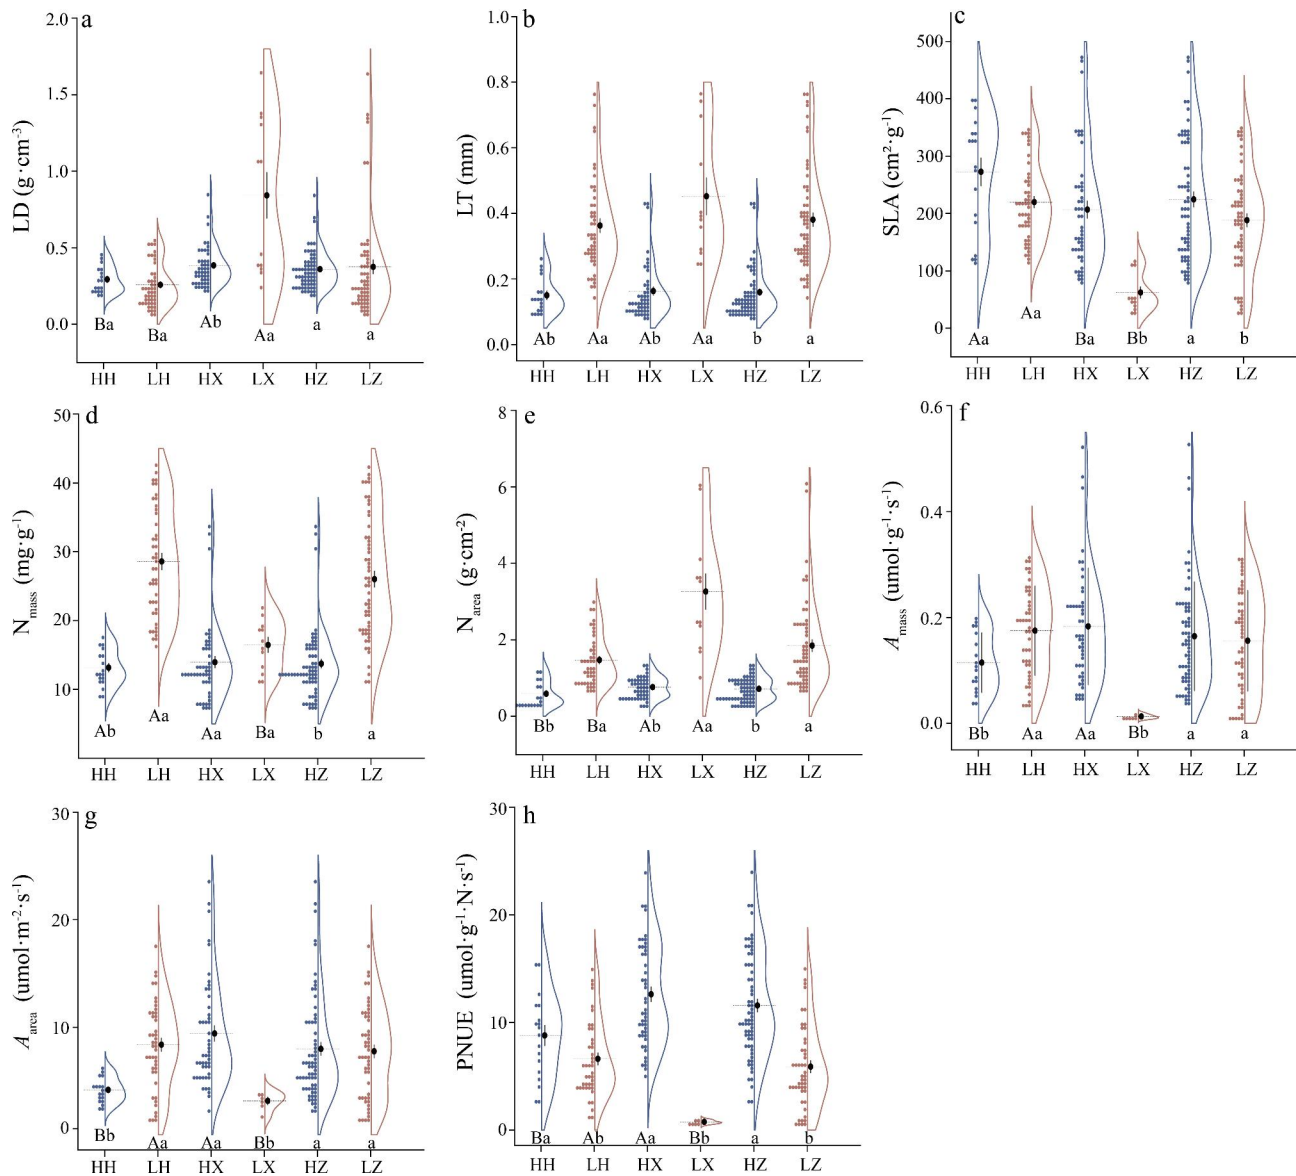 a
LD (g·cm⁻³)
2.0
1.5
1.0
0.5
0.0
Ba Ba Ab Aa a a
HH LH HX LX HZ LZ
b
LT (mm)
1.0
0.8
0.6
0.4
0.2
0.0
Ab Aa Ab Aa b a
HH LH HX LX HZ LZ
c
SLA (cm²·g⁻¹)
500
400
300
200
100
0
Aa Aa Ba Bb a b
HH LH HX LX HZ LZ
d
N_mass (mg·g⁻¹)
50
40
30
20
10
Ab Aa Aa Ba b a
HH LH HX LX HZ LZ
e
N_area (g·cm⁻²)
8
6
4
2
0
Bb Ba Ab Aa b a
HH LH HX LX HZ LZ
f
A_mass (umol·g⁻¹·s⁻¹)
0.6
0.4
0.2
0.0
Bb Aa Aa Bb a a
HH LH HX LX HZ LZ
g
A_area (umol·m⁻²·s⁻¹)
30
20
10
0
Bb Aa Aa Bb a a
HH LH HX LX HZ LZ
h
PNUE (umol·g⁻¹·N·s⁻¹)
30
20
10
0
Ba Ab Aa Bb a b
HH LH HX LX HZ LZ